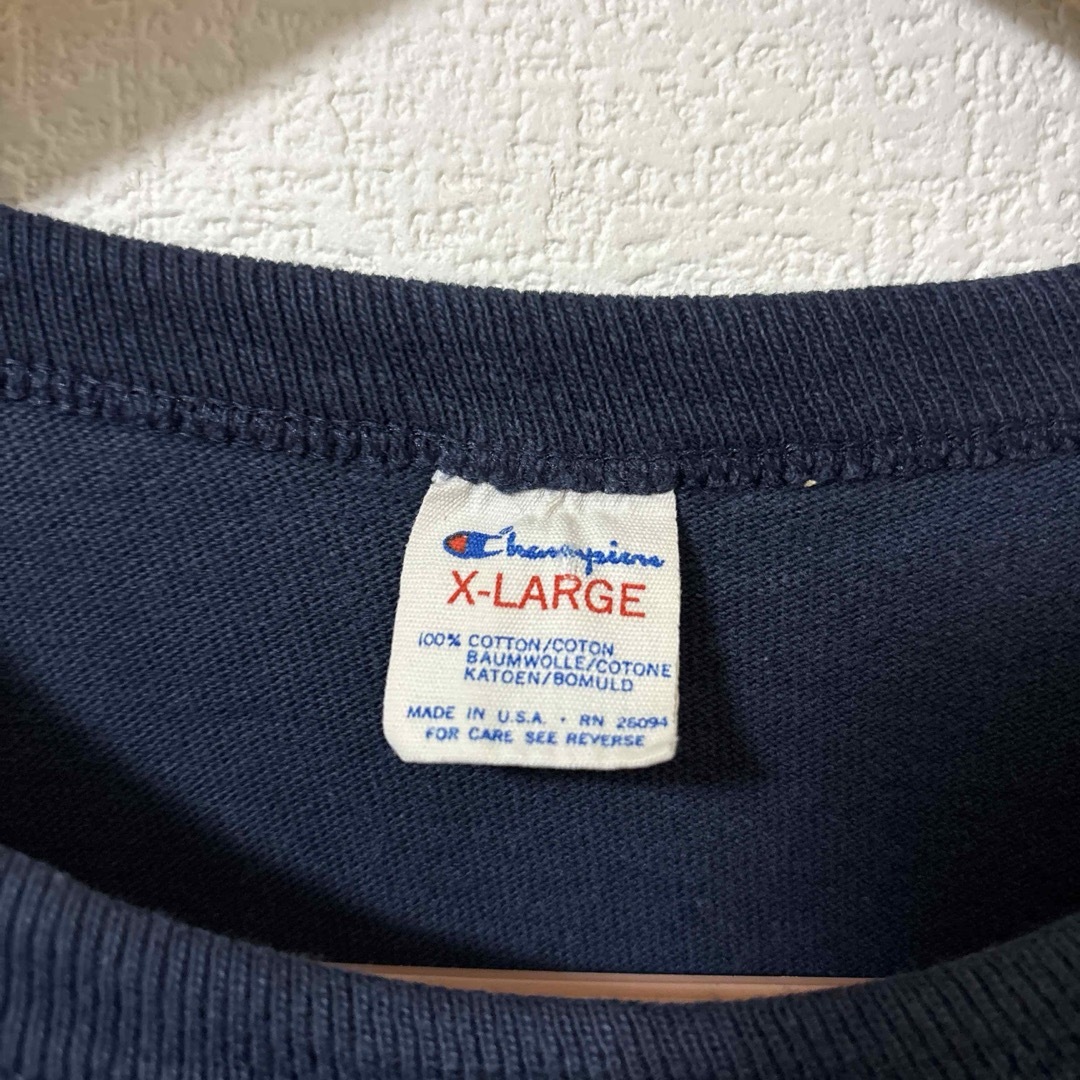 Champion
X-LARGE
100% COTTON/COTON
BAUMWOLLE/COTONE
KATOEN/BOMULD
MADE IN U.S.A. • RN 26094
FOR CARE SEE REVERSE